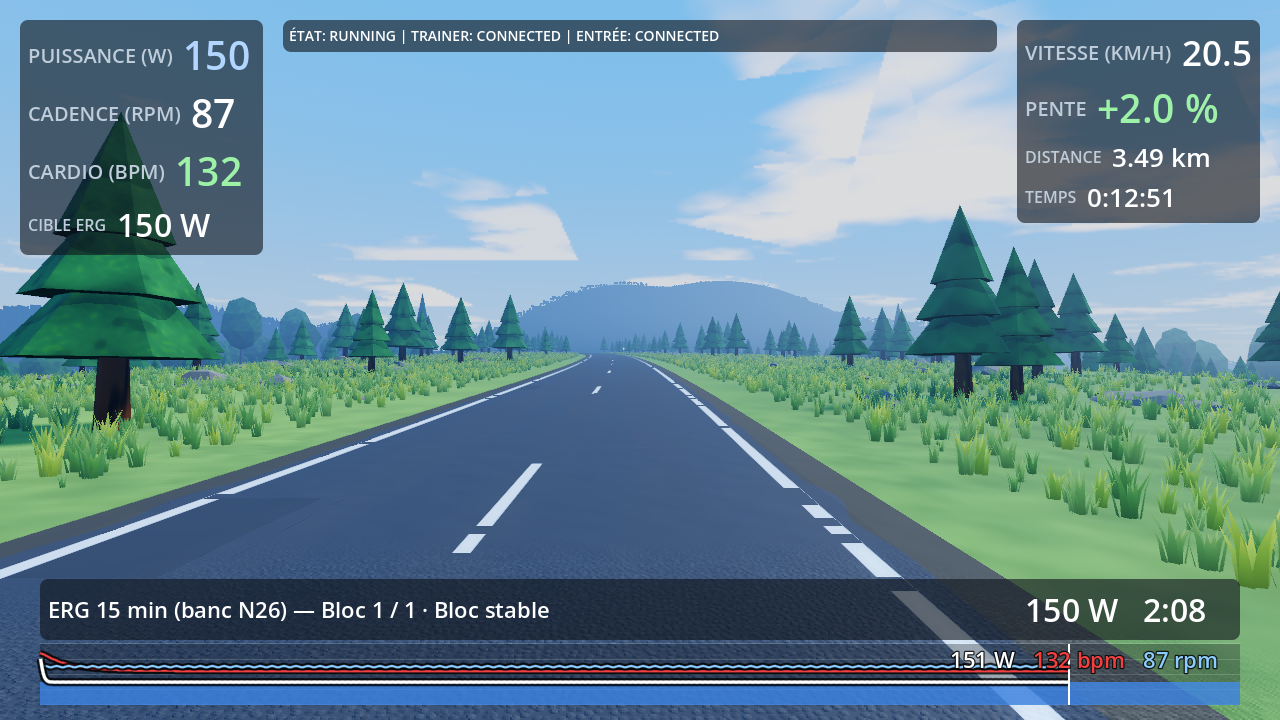 PUISSANCE (W) 150
CADENCE (RPM) 87
CARDIO (BPM) 132
CIBLE ERG 150 W
ÉTAT: RUNNING | TRAINER: CONNECTED | ENTRÉE: CONNECTED
VITESSE (KM/H) 20.5
PENTE +2.0 %
DISTANCE 3.49 km
TEMPS 0:12:51
ERG 15 min (banc N26) — Bloc 1 / 1 · Bloc stable 150 W 2:08
151 W 132 bpm 87 rpm